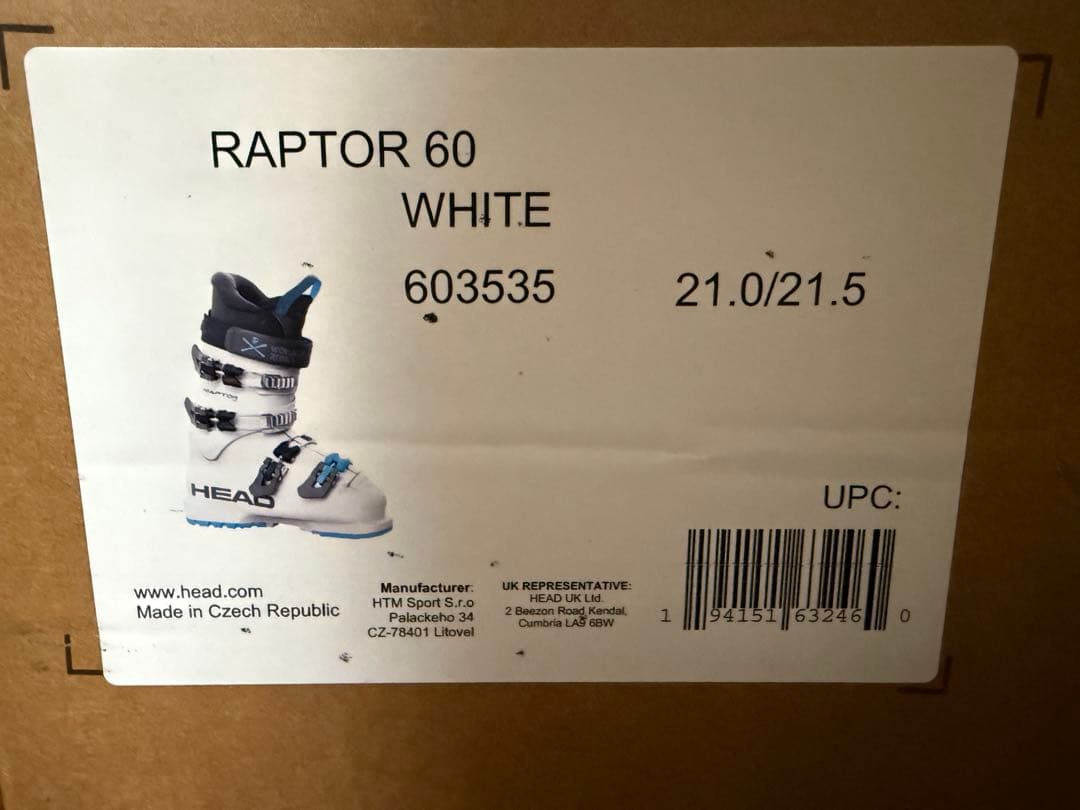 RAPTOR 60
WHITE
603535
21.0/21.5
RAPTOR
HEAD
UPC:
www.head.com
Made in Czech Republic
Manufacturer:
HTM Sport S.r.o
Palackeho 34
CZ-78401 Litovel
UK REPRESENTATIVE:
HEAD UK Ltd.
2 Beezon Road Kendal,
Cumbria LA9 6BW
1 94151 63246 0